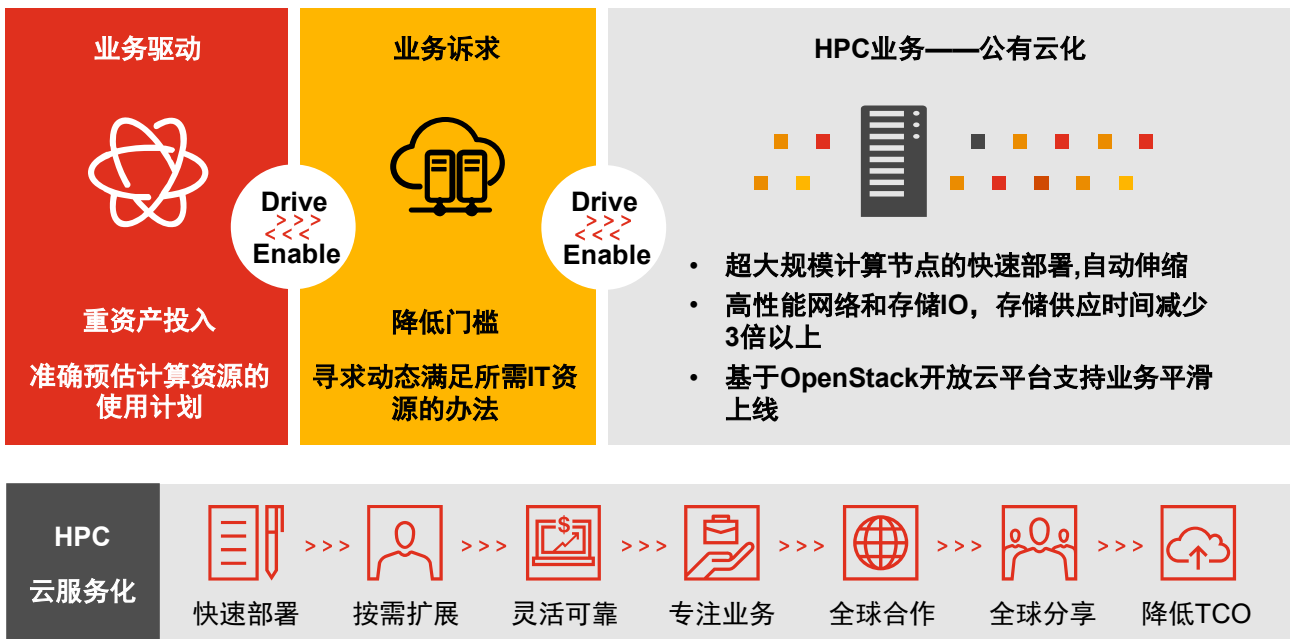 业务驱动
重资产投入
准确预估计算资源的
使用计划
Drive
>>>
<<<
Enable
业务诉求
降低门槛
寻求动态满足所需IT资
源的办法
Drive
>>>
<<<
Enable
HPC业务——公有云化
• 超大规模计算节点的快速部署,自动伸缩
• 高性能网络和存储IO，存储供应时间减少
3倍以上
• 基于OpenStack开放云平台支持业务平滑
上线
HPC
云服务化
$
>>> >>> >>> >>> >>> >>>
快速部署 按需扩展 灵活可靠 专注业务 全球合作 全球分享 降低TCO